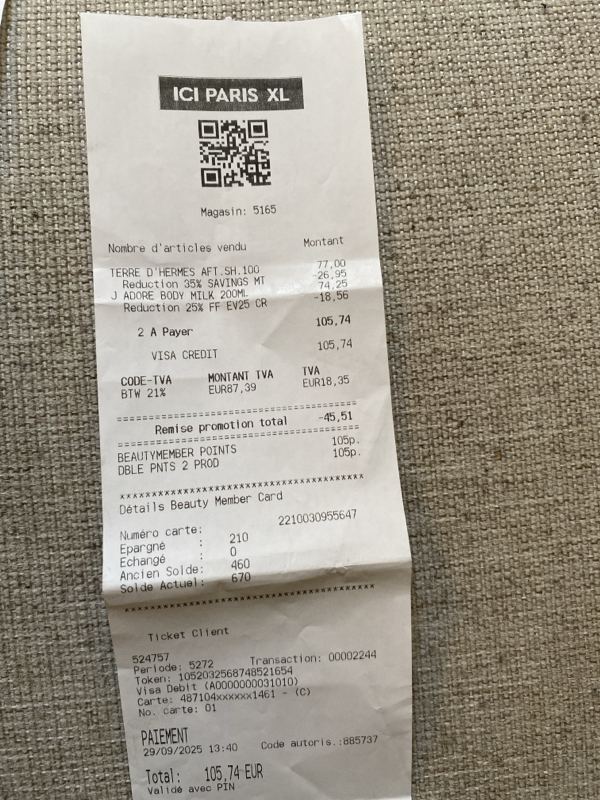 ICI PARIS XL
Magasin: 5165
Nombre d'articles vendu Montant
TERRE D'HERMES AFT.SH.100 77,00
Reduction 35% SAVINGS MT -26,95
J ADORE BODY MILK 200ML 74,25
Reduction 25% FF EV25 CR -18,56
2 A Payer 105,74
VISA CREDIT 105,74
CODE-TVA MONTANT TVA TVA
BTW 21% EUR87,39 EUR18,35
================================================
Remise promotion total -45,51
================================================
BEAUTYMEMBER POINTS 105p.
DBLE PNTS 2 PROD 105p.
****************************************
Détails Beauty Member Card
Numéro carte: 2210030955647
Epargné : 210
Echangé : 0
Ancien Solde: 460
Solde Actuel: 670
****************************************
Ticket Client
524757
Periode: 5272 Transaction: 00002244
Token: 1052032568748521654
Visa Debit (A0000000031010)
Carte: 487104xxxxxx1461 - (C)
No. carte: 01
PAIEMENT
29/09/2025 13:40 Code autoris.:885737
Total: 105,74 EUR
Validé avec PIN